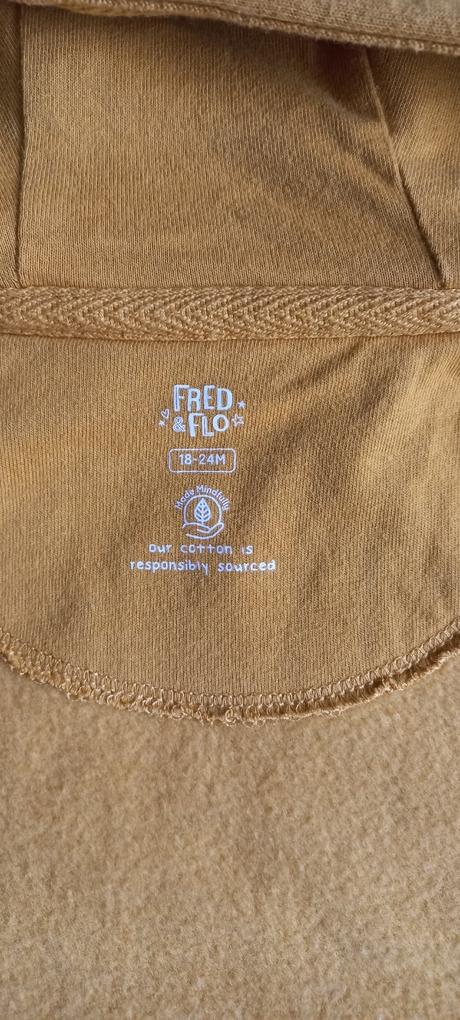 FRED
&FLO
18-24M
Made Mindfully
our cotton is
responsibly sourced